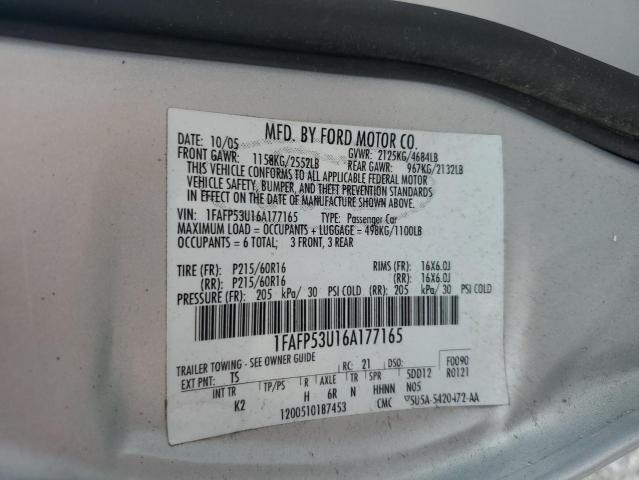 MFD. BY FORD MOTOR CO.
DATE: 10/05 GVWR: 2125KG/4684LB
FRONT GAWR: 1158KG/2552LB REAR GAWR: 967KG/2132LB
THIS VEHICLE CONFORMS TO ALL APPLICABLE FEDERAL MOTOR
VEHICLE SAFETY, BUMPER, AND THEFT PREVENTION STANDARDS
IN EFFECT ON THE DATE OF MANUFACTURE SHOWN ABOVE.
VIN: 1FAFP53U16A177165 TYPE: Passenger Car
MAXIMUM LOAD = OCCUPANTS + LUGGAGE = 498KG/1100LB
OCCUPANTS = 6 TOTAL; 3 FRONT, 3 REAR
TIRE (FR): P215/60R16 RIMS (FR): 16X6.0J
(RR): P215/60R16 (RR): 16X6.0J
PRESSURE (FR): 205 kPa/ 30 PSI COLD (RR): 205 kPa/ 30 PSI COLD
1FAFP53U16A177165
TRAILER TOWING - SEE OWNER GUIDE
EXT PNT: TS RC: 21 DSO: F0090
INT TR TP/PS R AXLE TR SPR 5DD12 R0121
K2 H 6R N HHNN N05
1200510187453 CMC 5U5A-5420472-AA